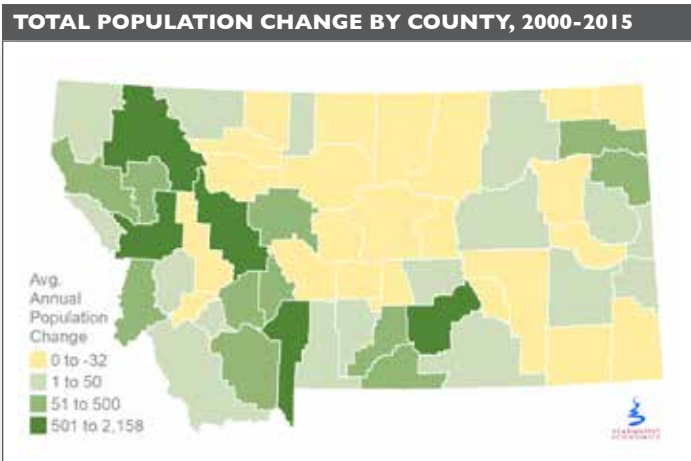 TOTAL POPULATION CHANGE BY COUNTY, 2000-2015
Avg.
Annual
Population
Change
0 to -32
1 to 50
51 to 500
501 to 2,158